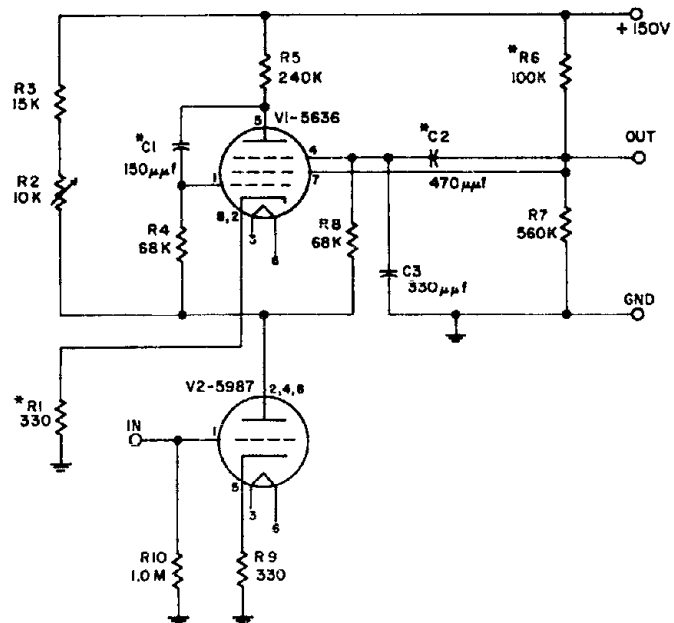 +150V
R5
240K
*R6
100K
R3
15K
5
V1-5636
*C1
150μμf
4
*C2
OUT
R2
10K
1
7
470μμf
8,2
R4
68K
3
6
R8
68K
R7
560K
C3
330μμf
GND
V2-5987
2,4,8
*R1
330
IN
1
5
3
6
R10
1.0M
R9
330